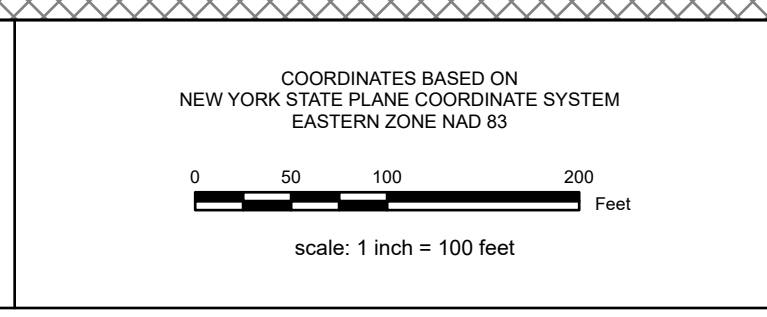 COORDINATES BASED ON
NEW YORK STATE PLANE COORDINATE SYSTEM
EASTERN ZONE NAD 83
0 50 100 200
Feet
scale: 1 inch = 100 feet